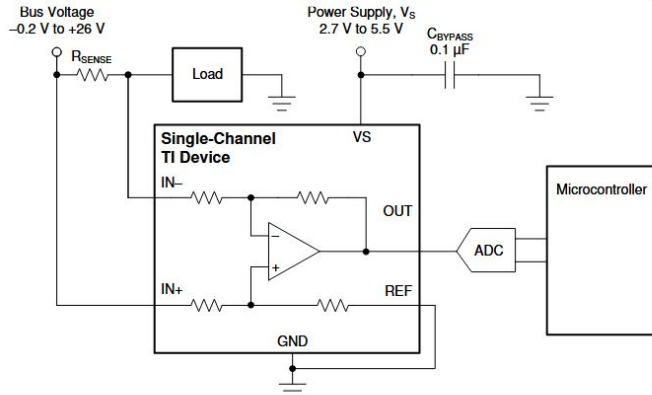 Bus Voltage
–0.2 V to +26 V
Power Supply, VS
2.7 V to 5.5 V
CBYPASS
0.1 µF
RSENSE
Load
Single-Channel
TI Device
VS
IN–
OUT
Microcontroller
–
ADC
+
IN+
REF
GND